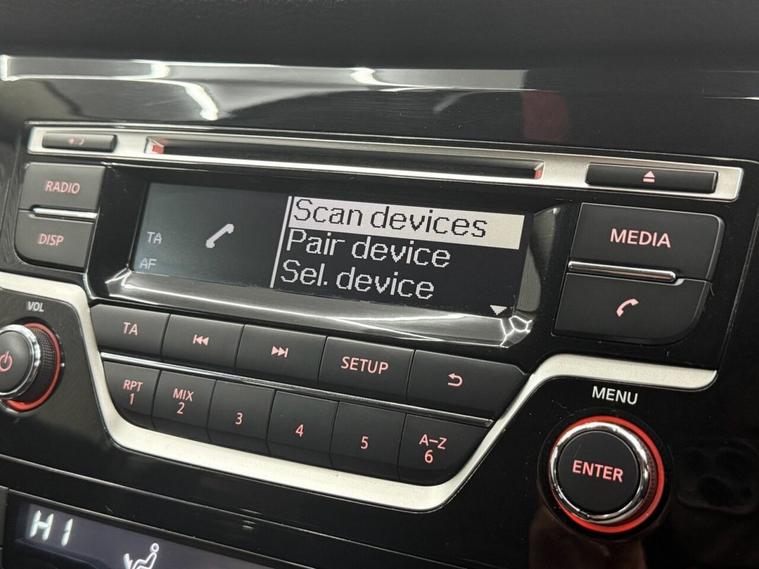 RADIO
DISP
TA
AF
Scan devices
Pair device
Sel. device
MEDIA
VOL
TA
SETUP
RPT
1
MIX
2
3
4
5
A-Z
6
MENU
ENTER
HI